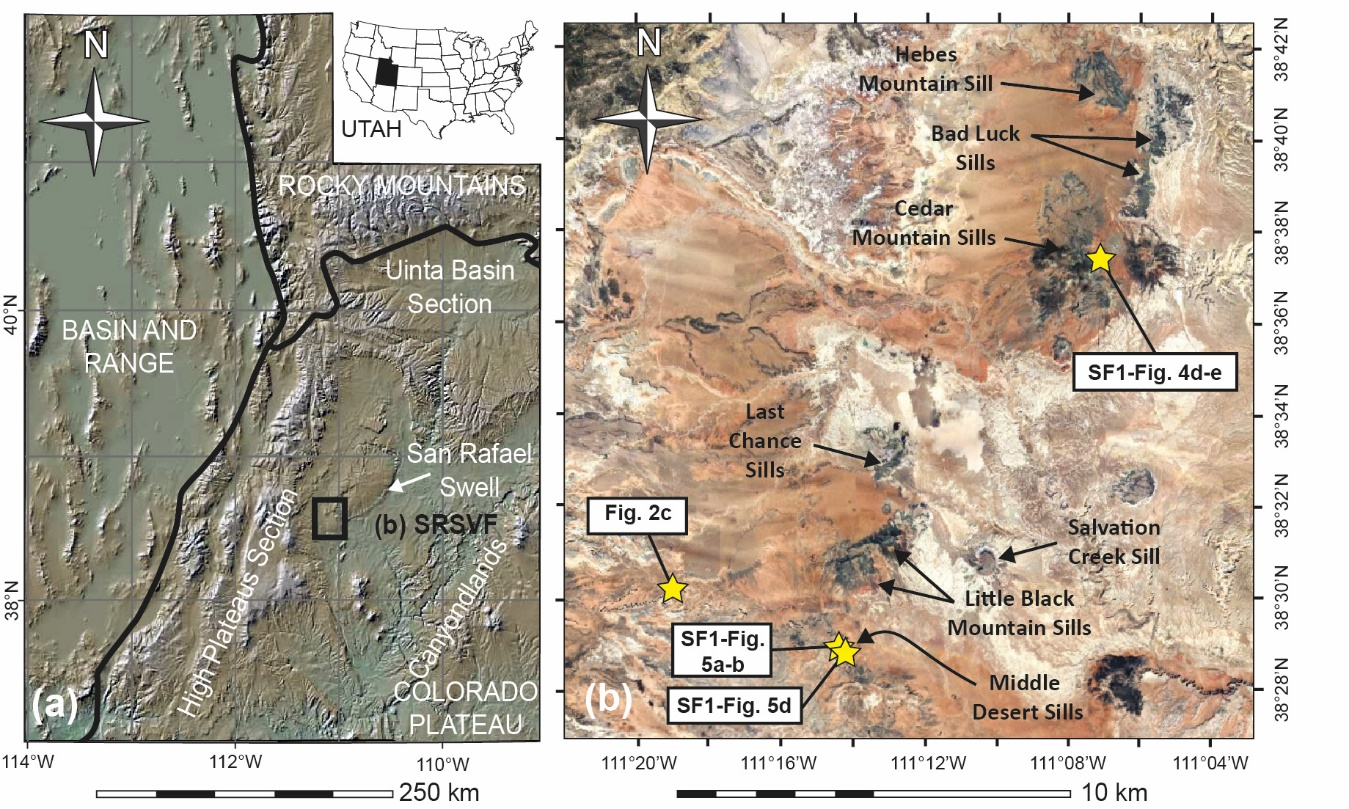 N
UTAH
ROCKY MOUNTAINS
Uinta Basin
Section
BASIN AND
RANGE
San Rafael
Swell
(b) SRSVF
High Plateaus Section
Canyondlands
COLORADO
PLATEAU
(a)
40°N
38°N
114°W
112°W
110°W
250 km
N
Hebes
Mountain Sill
Bad Luck
Sills
Cedar
Mountain Sills
SF1-Fig. 4d-e
Last
Chance
Sills
Fig. 2c
Salvation
Creek Sill
Little Black
Mountain Sills
SF1-Fig.
5a-b
SF1-Fig. 5d
Middle
Desert Sills
(b)
38°42'N
38°40'N
38°38'N
38°36'N
38°34'N
38°32'N
38°30'N
38°28'N
111°20'W
111°16'W
111°12'W
111°08'W
111°04'W
10 km